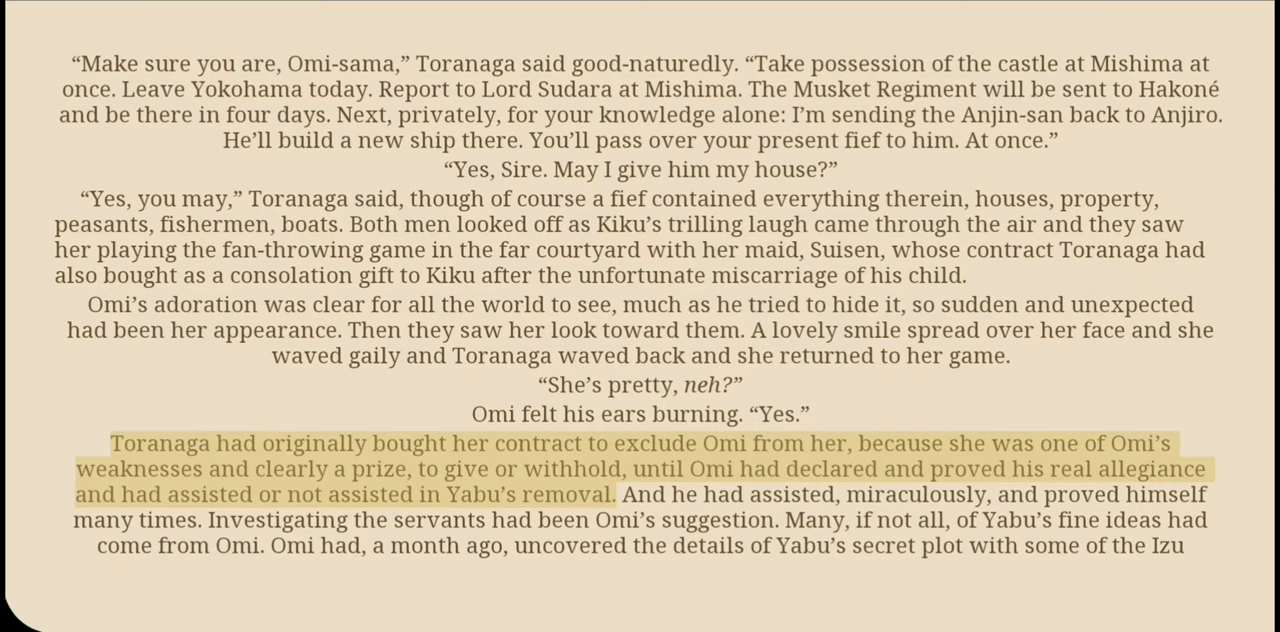 “Make sure you are, Omi-sama,” Toranaga said good-naturedly. “Take possession of the castle at Mishima at
once. Leave Yokohama today. Report to Lord Sudara at Mishima. The Musket Regiment will be sent to Hakoné
and be there in four days. Next, privately, for your knowledge alone: I’m sending the Anjin-san back to Anjiro.
He’ll build a new ship there. You’ll pass over your present fief to him. At once.”
“Yes, Sire. May I give him my house?”
“Yes, you may,” Toranaga said, though of course a fief contained everything therein, houses, property,
peasants, fishermen, boats. Both men looked off as Kiku’s trilling laugh came through the air and they saw
her playing the fan-throwing game in the far courtyard with her maid, Suisen, whose contract Toranaga had
also bought as a consolation gift to Kiku after the unfortunate miscarriage of his child.
Omi’s adoration was clear for all the world to see, much as he tried to hide it, so sudden and unexpected
had been her appearance. Then they saw her look toward them. A lovely smile spread over her face and she
waved gaily and Toranaga waved back and she returned to her game.
“She’s pretty, neh?”
Omi felt his ears burning. “Yes.”
Toranaga had originally bought her contract to exclude Omi from her, because she was one of Omi’s
weaknesses and clearly a prize, to give or withhold, until Omi had declared and proved his real allegiance
and had assisted or not assisted in Yabu’s removal. And he had assisted, miraculously, and proved himself
many times. Investigating the servants had been Omi’s suggestion. Many, if not all, of Yabu’s fine ideas had
come from Omi. Omi had, a month ago, uncovered the details of Yabu’s secret plot with some of the Izu